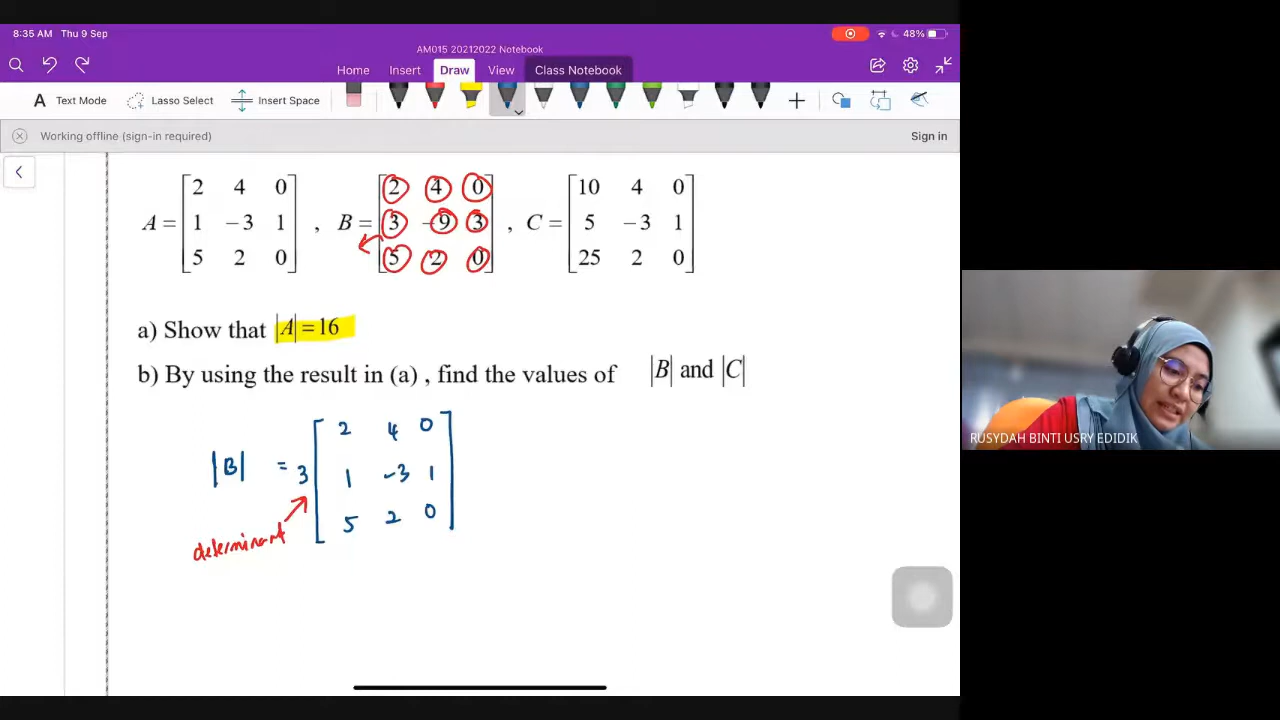 8:35 AM Thu 9 Sep
48%
AM015 20212022 Notebook
Home Insert Draw View Class Notebook
A Text Mode Lasso Select Insert Space
Working offline (sign-in required) Sign in
A = [2 4 0; 1 −3 1; 5 2 0] , B = [2 4 0; 3 −9 3; 5 2 0] , C = [10 4 0; 5 −3 1; 25 2 0]
a) Show that |A| = 16
b) By using the result in (a) , find the values of |B| and |C|
|B| = 3 [2 4 0; 1 -3 1; 5 2 0]
determinant
RUSYDAH BINTI USRY EDIDIK